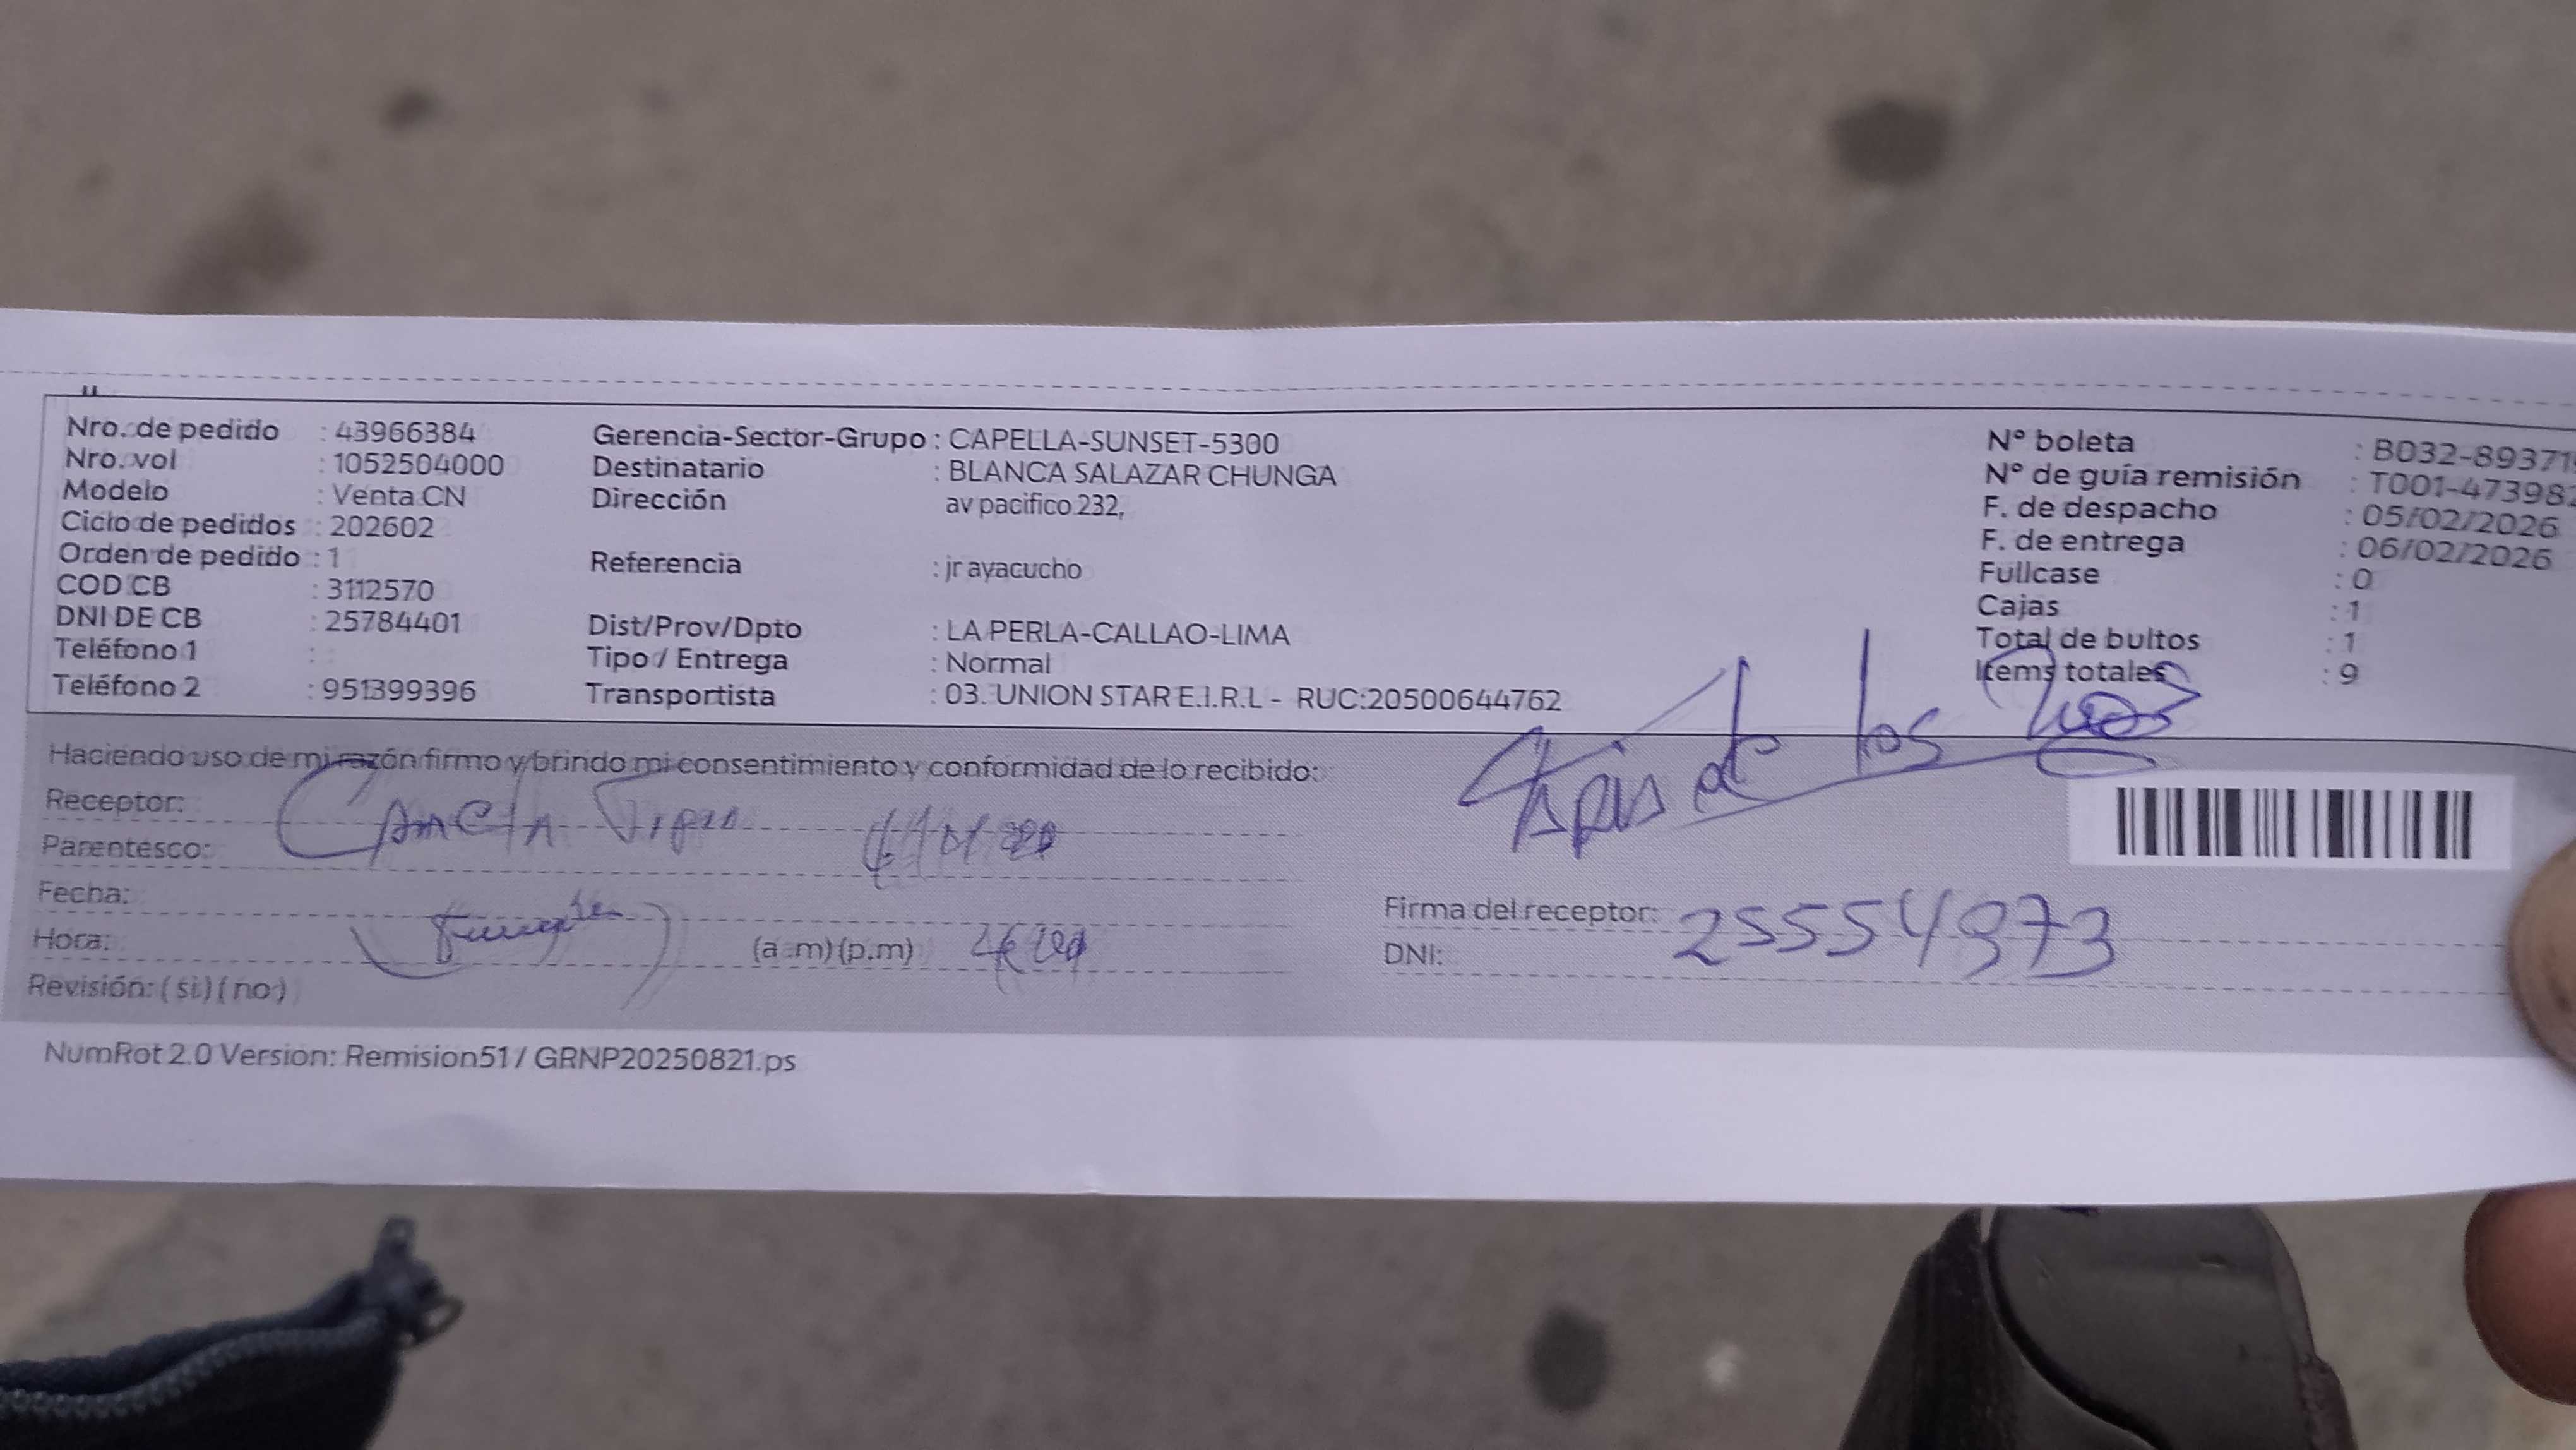 Nro. de pedido : 43966384
Nro. vol : 1052504000
Modelo : Venta CN
Ciclo de pedidos : 202602
Orden de pedido : 1
COD CB : 3112570
DNI DE CB : 25784401
Teléfono 1 :
Teléfono 2 : 951399396
Gerencia-Sector-Grupo : CAPELLA-SUNSET-5300
Destinatario : BLANCA SALAZAR CHUNGA
Dirección av pacifico 232,
Referencia : jr ayacucho
Dist/Prov/Dpto : LA PERLA-CALLAO-LIMA
Tipo / Entrega : Normal
Transportista : 03. UNION STAR E.I.R.L - RUC:20500644762
N° boleta : B032-89371
N° de guía remisión : T001-47398
F. de despacho : 05/02/2026
F. de entrega : 06/02/2026
Fullcase : 0
Cajas : 1
Total de bultos : 1
Items totales : 9
Haciendo uso de mi razón firmo y brindo mi consentimiento y conformidad de lo recibido:
Receptor:
Parentesco:
Fecha:
Hora: (a.m) (p.m)
Revisión: ( si ) ( no )
de los
Firma del receptor:
DNI: 25554973
NumRot 2.0 Version: Remision51 / GRNP20250821.ps